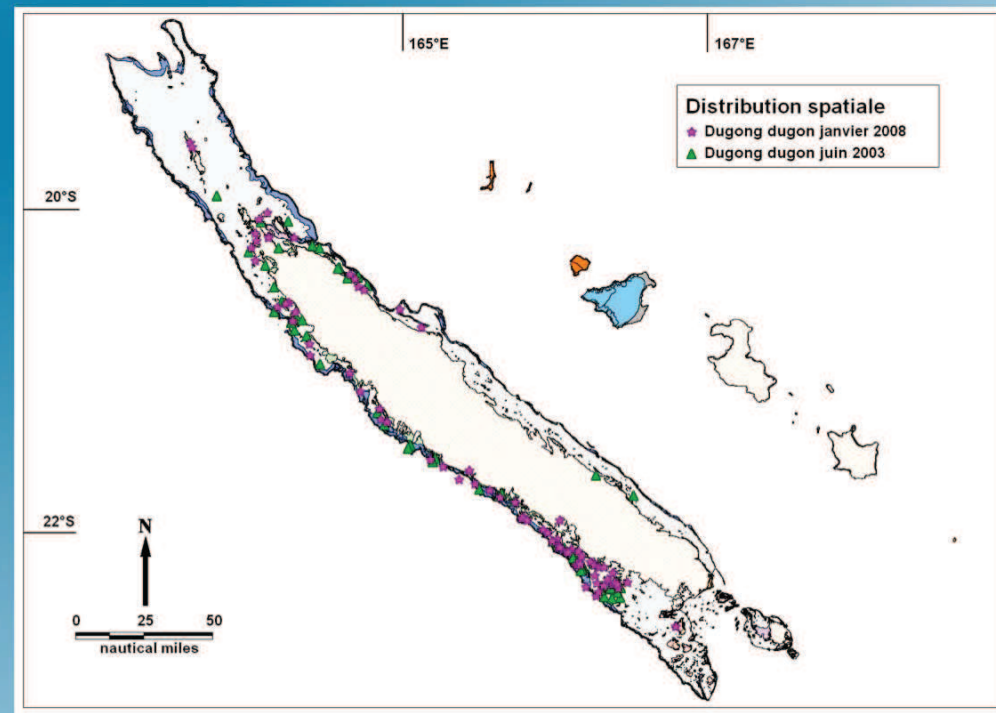 165°E
167°E
Distribution spatiale
Dugong dugon janvier 2008
Dugong dugon juin 2003
20°S
22°S
N
0 25 50
nautical miles